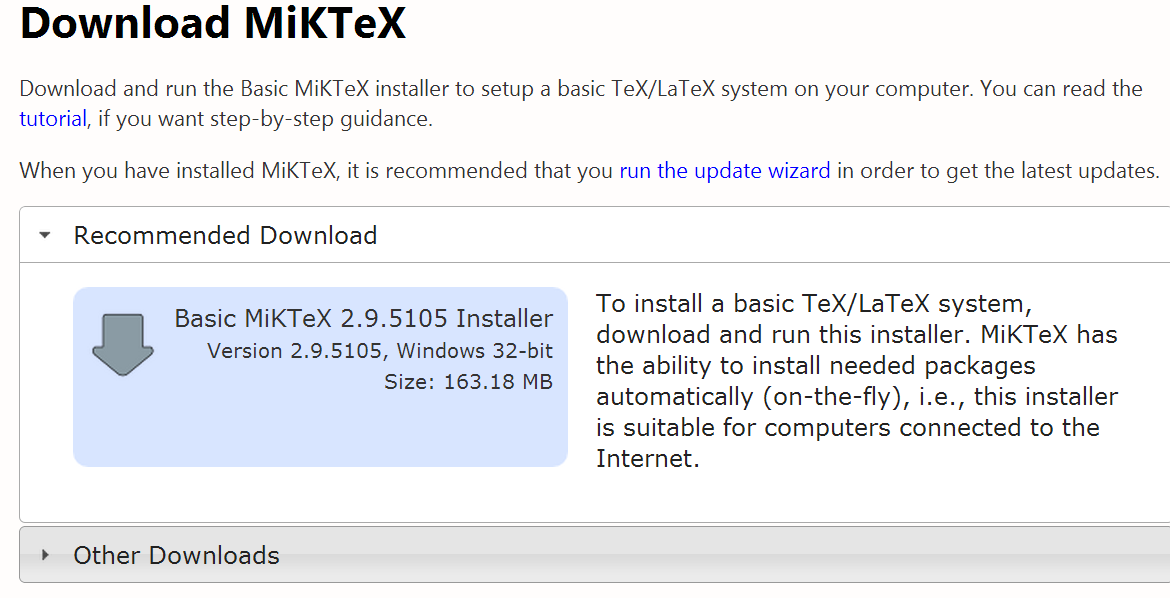 Download MiKTeX
Download and run the Basic MiKTeX installer to setup a basic TeX/LaTeX system on your computer. You can read the
tutorial, if you want step-by-step guidance.
When you have installed MiKTeX, it is recommended that you run the update wizard in order to get the latest updates.
Recommended Download
Basic MiKTeX 2.9.5105 Installer
Version 2.9.5105, Windows 32-bit
Size: 163.18 MB
To install a basic TeX/LaTeX system,
download and run this installer. MiKTeX has
the ability to install needed packages
automatically (on-the-fly), i.e., this installer
is suitable for computers connected to the
Internet.
Other Downloads